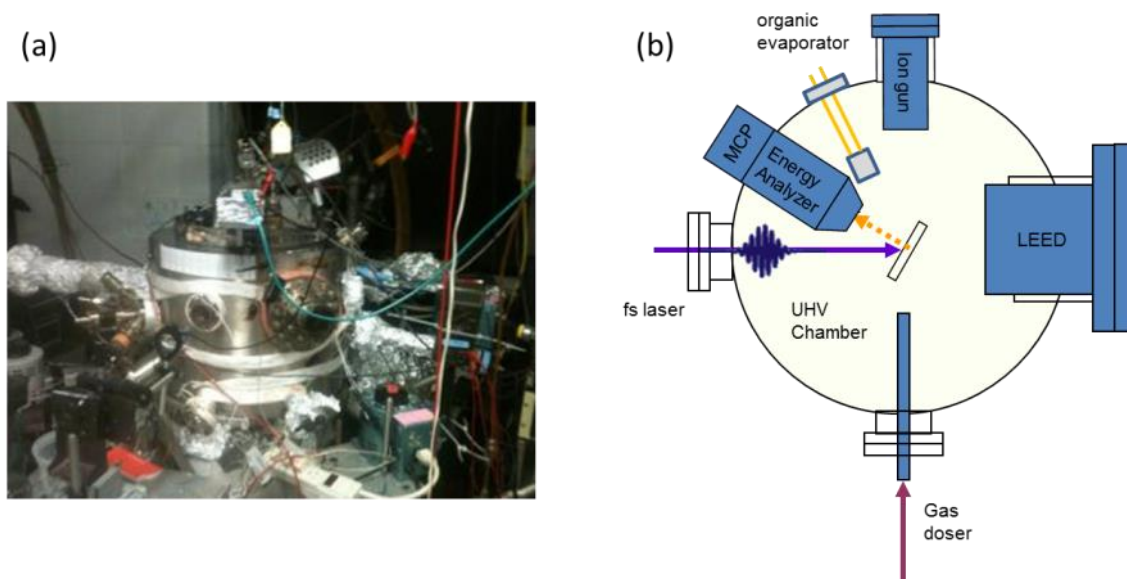 (a)
(b)
organic
evaporator
Ion gun
MCP
Energy
Analyzer
LEED
fs laser
UHV
Chamber
Gas
doser